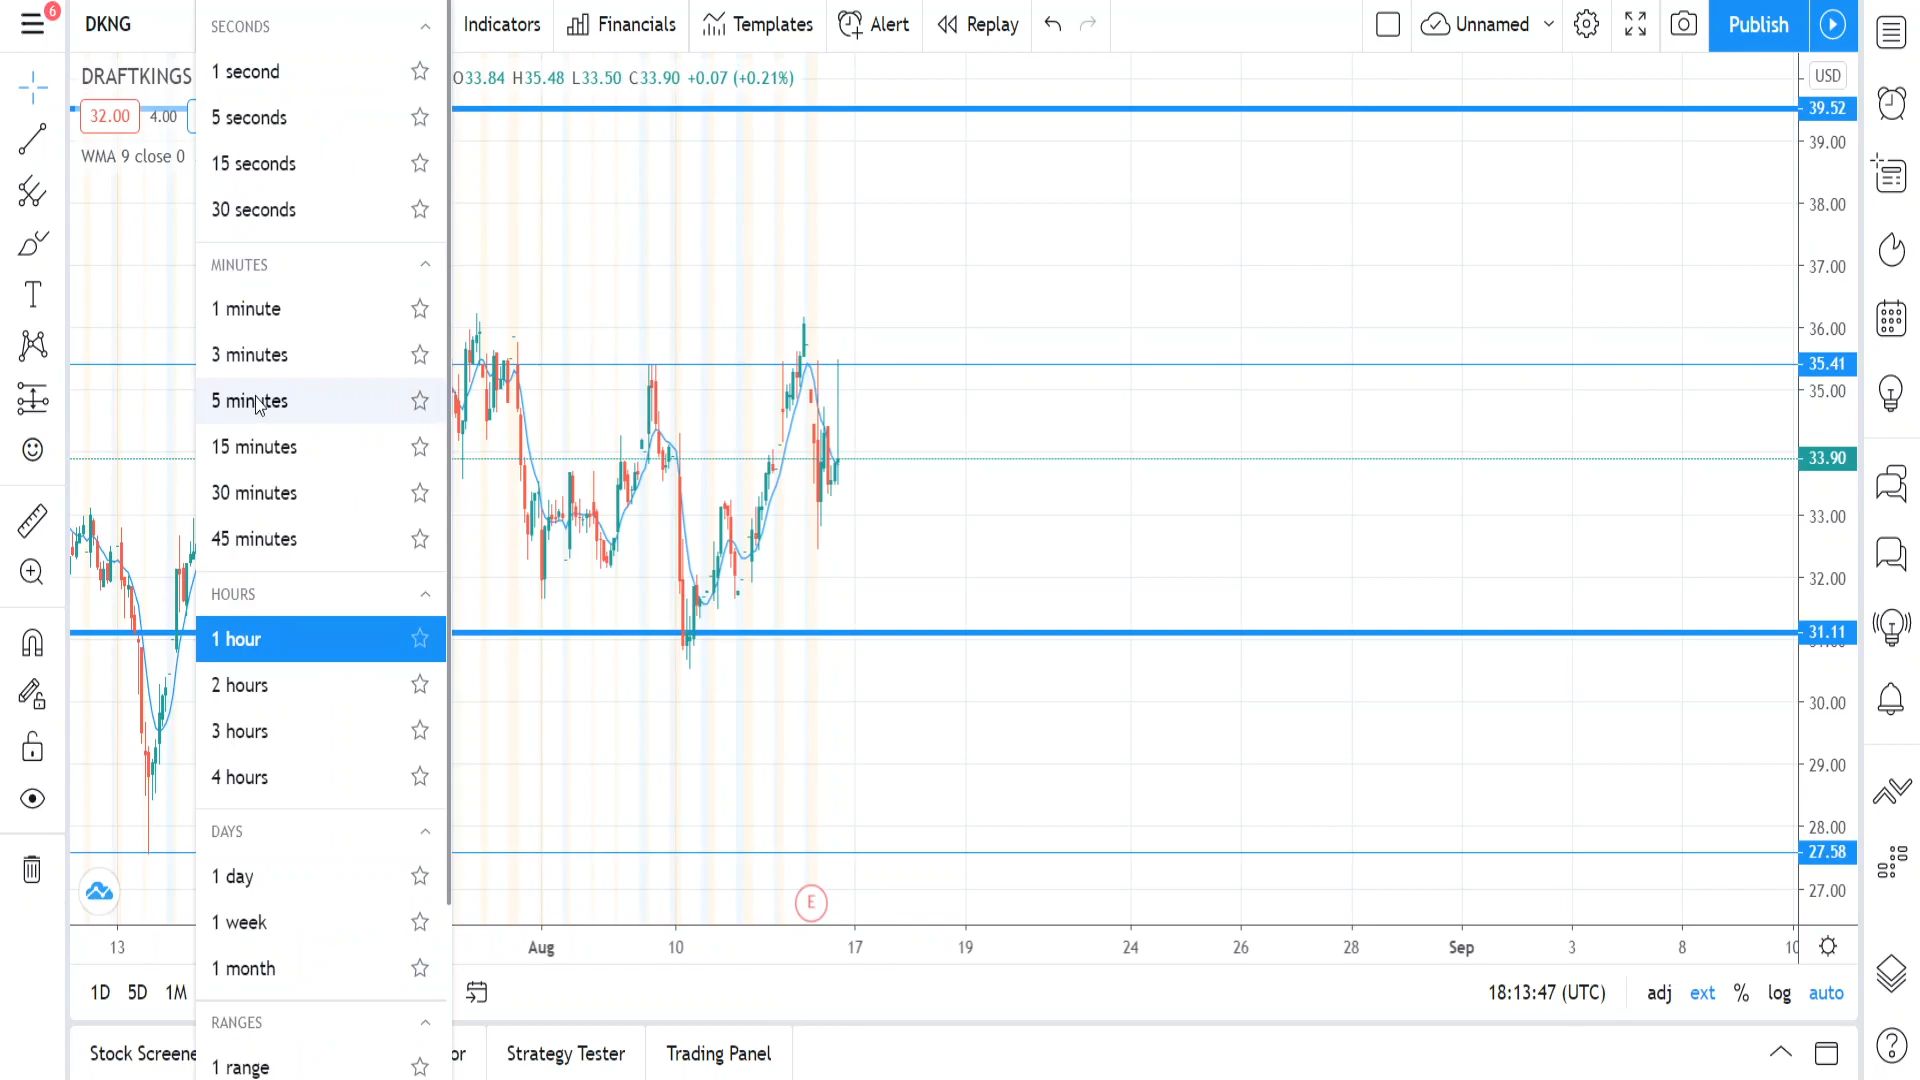 6
DKNG
Indicators
Financials
Templates
Alert
Replay
Unnamed
Publish
DRAFTKINGS
O33.84 H35.48 L33.50 C33.90 +0.07 (+0.21%)
32.00
4.00
WMA 9 close 0
SECONDS
1 second
5 seconds
15 seconds
30 seconds
MINUTES
1 minute
3 minutes
5 minutes
15 minutes
30 minutes
45 minutes
HOURS
1 hour
2 hours
3 hours
4 hours
DAYS
1 day
1 week
1 month
RANGES
1 range
USD
39.52
39.00
38.00
37.00
36.00
35.41
35.00
33.90
33.00
32.00
31.11
30.00
29.00
28.00
27.58
27.00
E
13
Aug
10
17
19
24
26
28
Sep
3
8
10
1D
5D
1M
18:13:47 (UTC)
adj
ext
%
log
auto
Stock Screene
or
Strategy Tester
Trading Panel